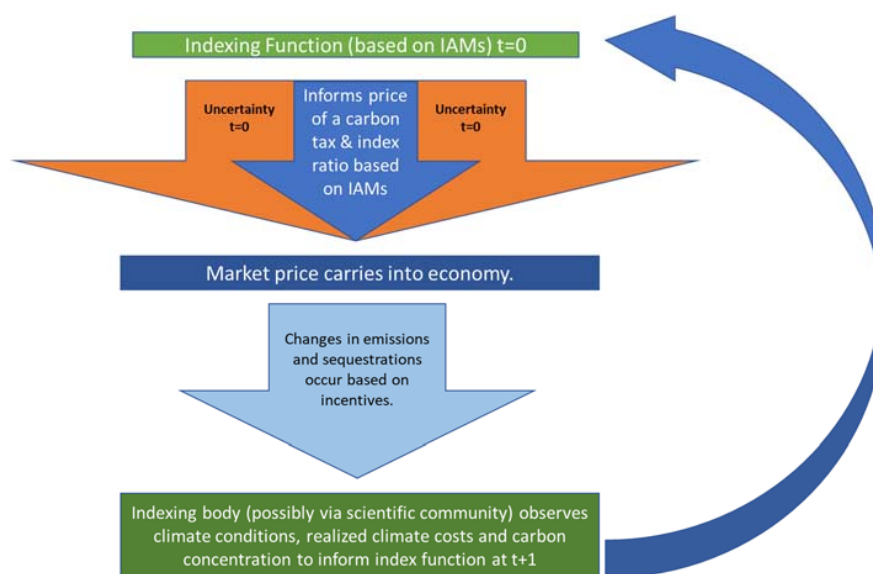 Indexing Function (based on IAMs) t=0
Uncertainty
t=0
Informs price
of a carbon
tax & index
ratio based
on IAMs
Uncertainty
t=0
Market price carries into economy.
Changes in emissions
and sequestrations
occur based on
incentives.
Indexing body (possibly via scientific community) observes
climate conditions, realized climate costs and carbon
concentration to inform index function at t+1